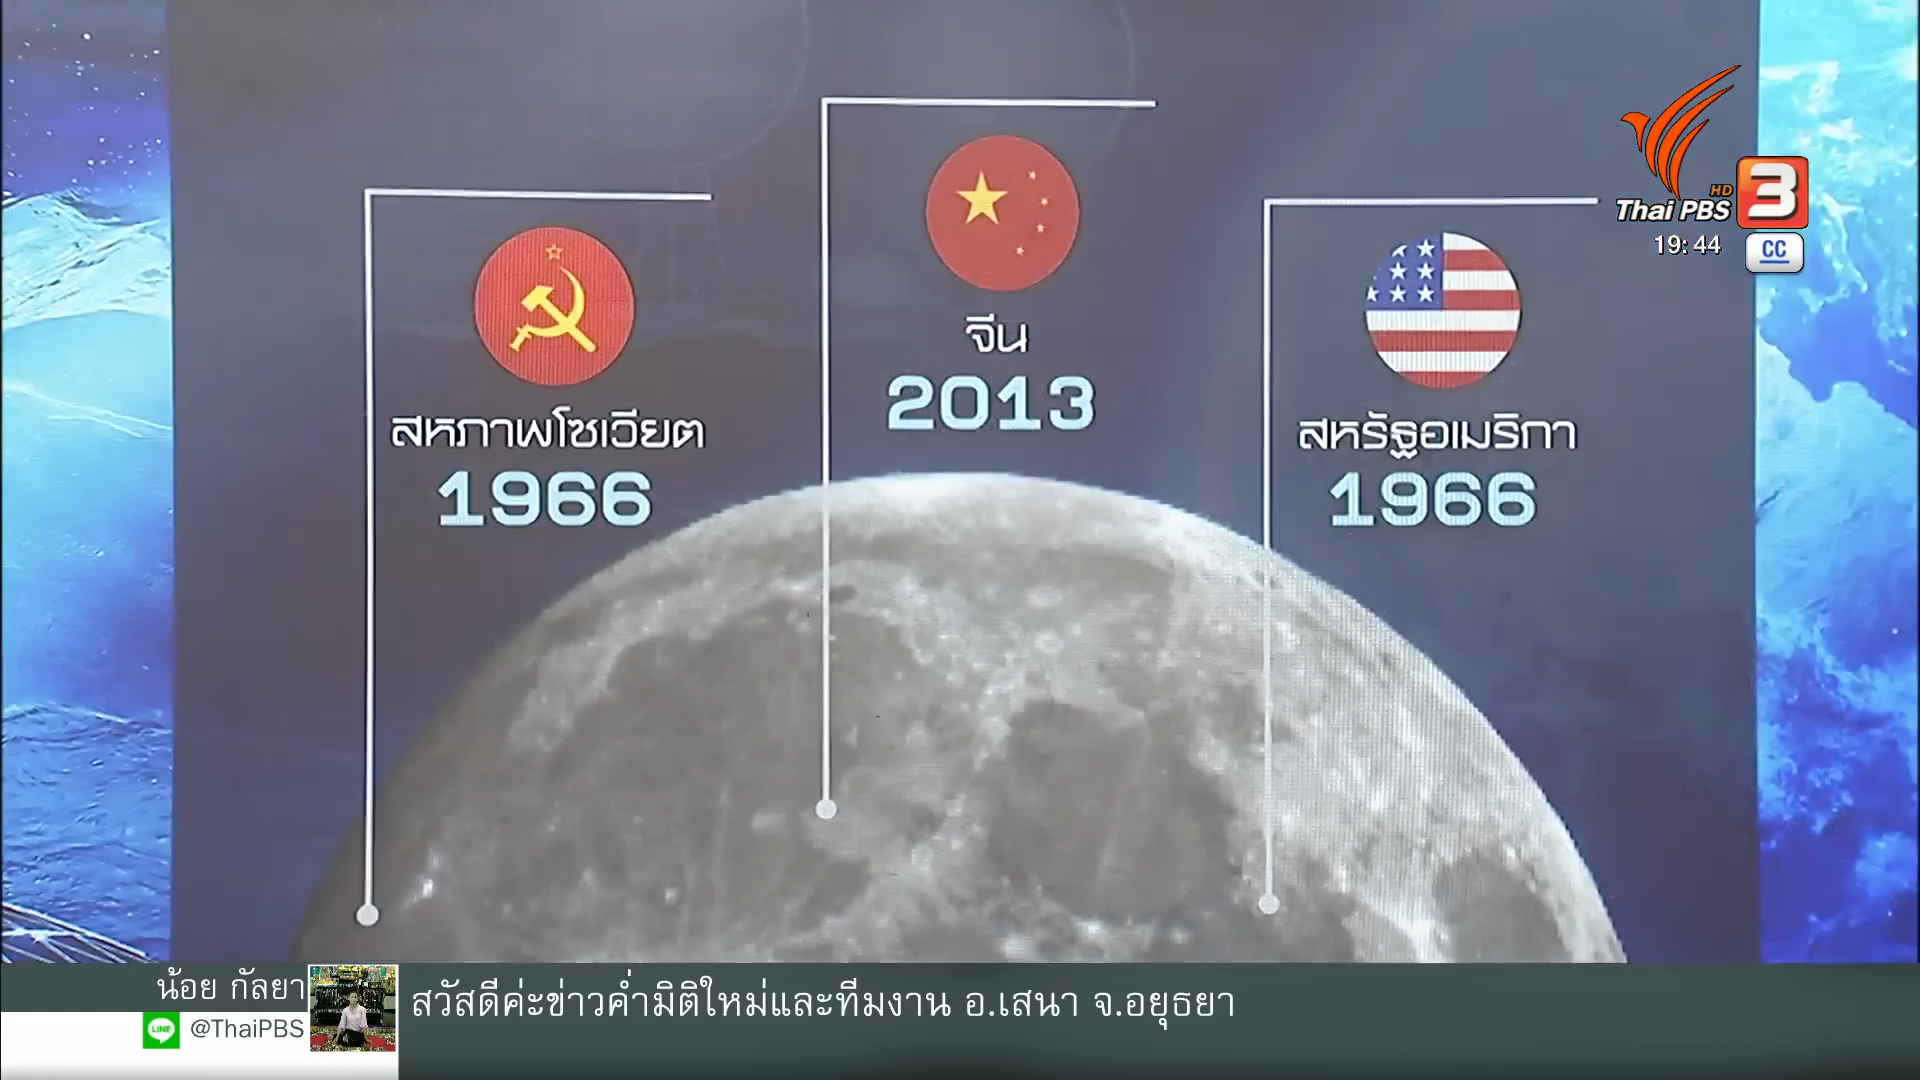 จีน
2013
สหภาพโซเวียต
1966
สหรัฐอเมริกา
1966
HD
Thai PBS
3
19:44
CC
น้อย กัลยา
LINE
@ThaiPBS
สวัสดีค่ะข่าวค่ำมิติใหม่และทีมงาน อ.เสนา จ.อยุธยา